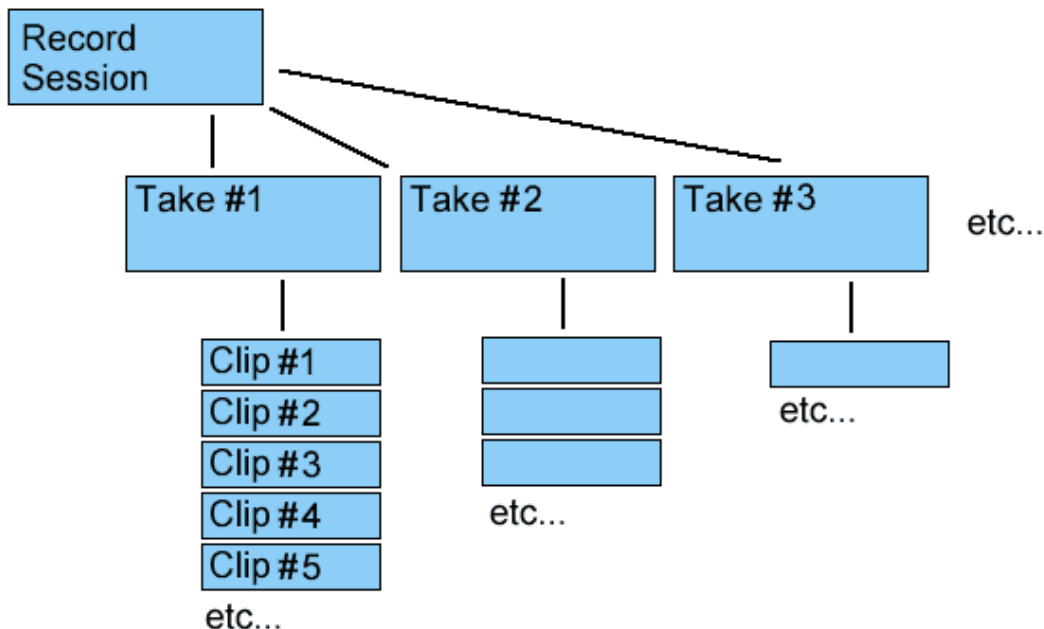 Record
Session
Take #1
Take #2
Take #3
etc...
Clip #1
Clip #2
Clip #3
Clip #4
Clip #5
etc...
etc...
etc...